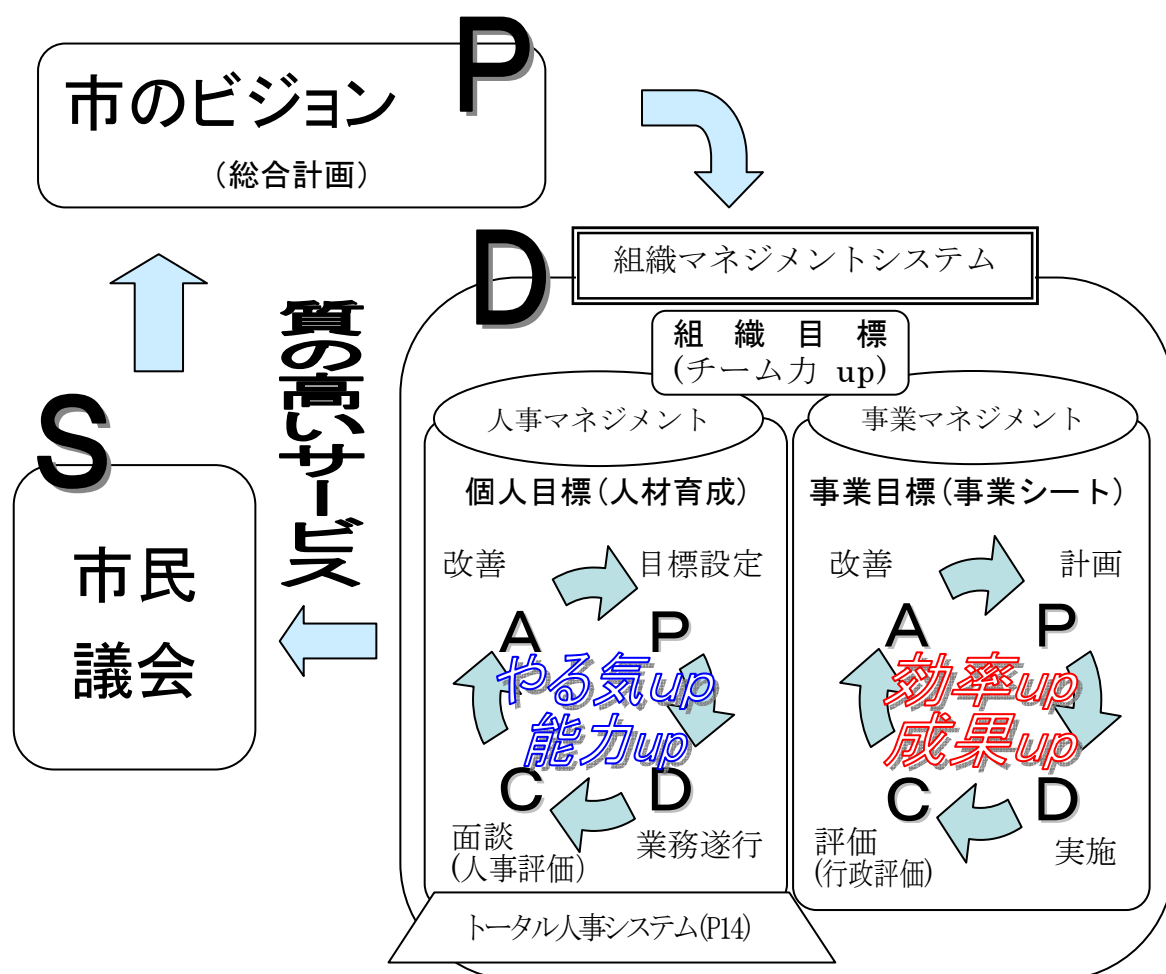 P
市のビジョン
(総合計画)
D
組織マネジメントシステム
組織目標
(チーム力 up)
質の高いサービス
S
市民
議会
人事マネジメント
個人目標(人材育成)
改善
目標設定
A
P
やる気up
能力up
C
D
面談
(人事評価)
業務遂行
トータル人事システム(P14)
事業マネジメント
事業目標(事業シート)
改善
計画
A
P
効率up
成果up
C
D
評価
(行政評価)
実施